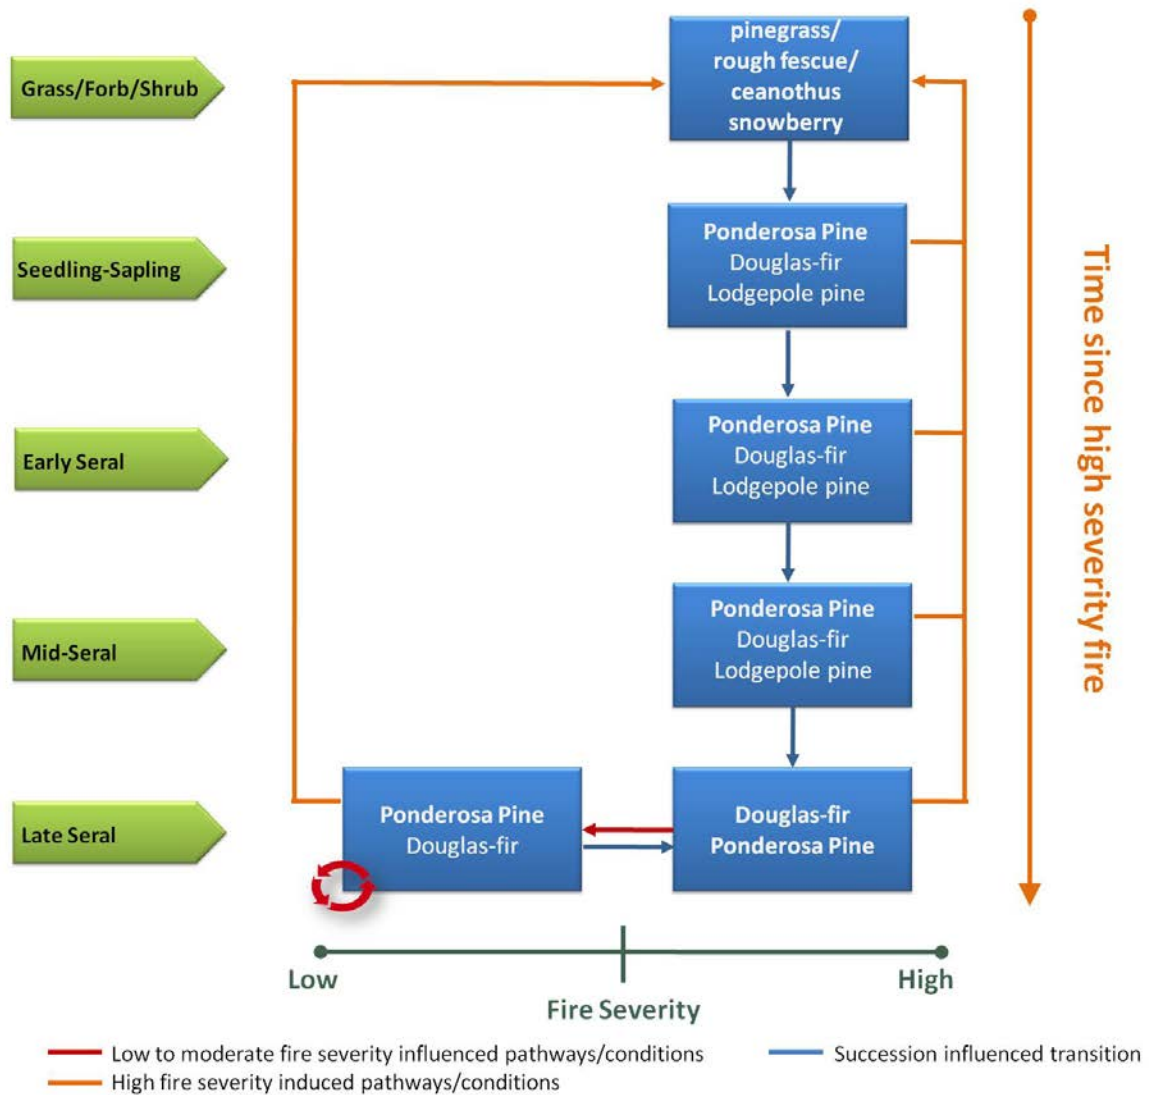 Grass/Forb/Shrub
pinegrass/
rough fescue/
ceanothus
snowberry
Seedling-Sapling
Ponderosa Pine
Douglas-fir
Lodgepole pine
Early Seral
Ponderosa Pine
Douglas-fir
Lodgepole pine
Mid-Seral
Ponderosa Pine
Douglas-fir
Lodgepole pine
Late Seral
Ponderosa Pine
Douglas-fir
Douglas-fir
Ponderosa Pine
Time since high severity fire
Low
High
Fire Severity
Low to moderate fire severity influenced pathways/conditions
Succession influenced transition
High fire severity induced pathways/conditions